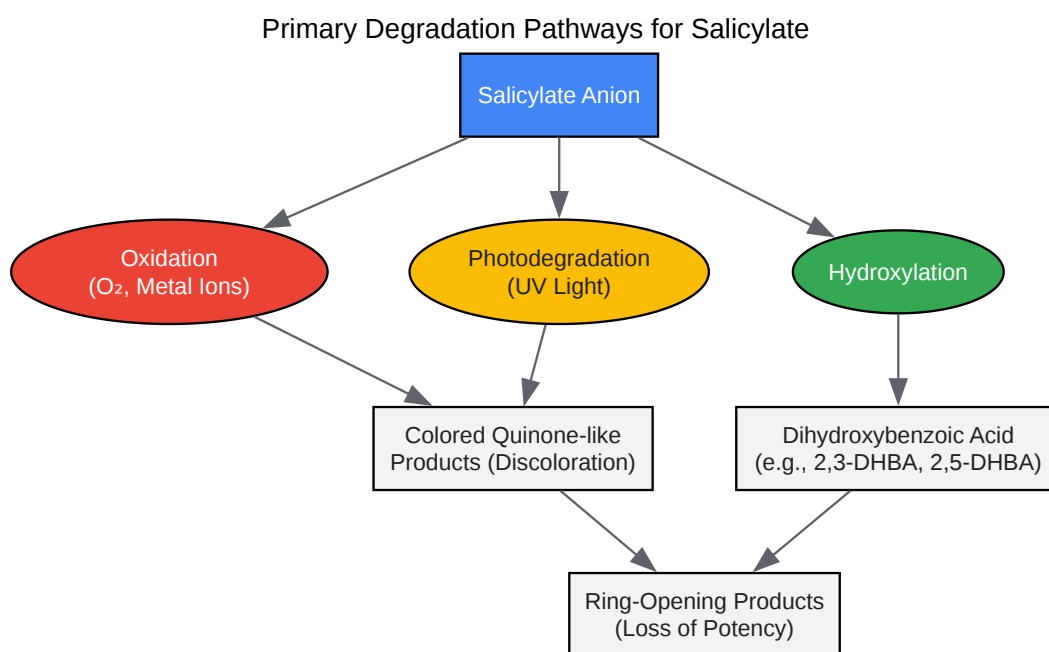 Primary Degradation Pathways for Salicylate
Salicylate Anion
Oxidation
(O₂, Metal Ions)
Photodegradation
(UV Light)
Hydroxylation
Colored Quinone-like
Products (Discoloration)
Dihydroxybenzoic Acid
(e.g., 2,3-DHBA, 2,5-DHBA)
Ring-Opening Products
(Loss of Potency)